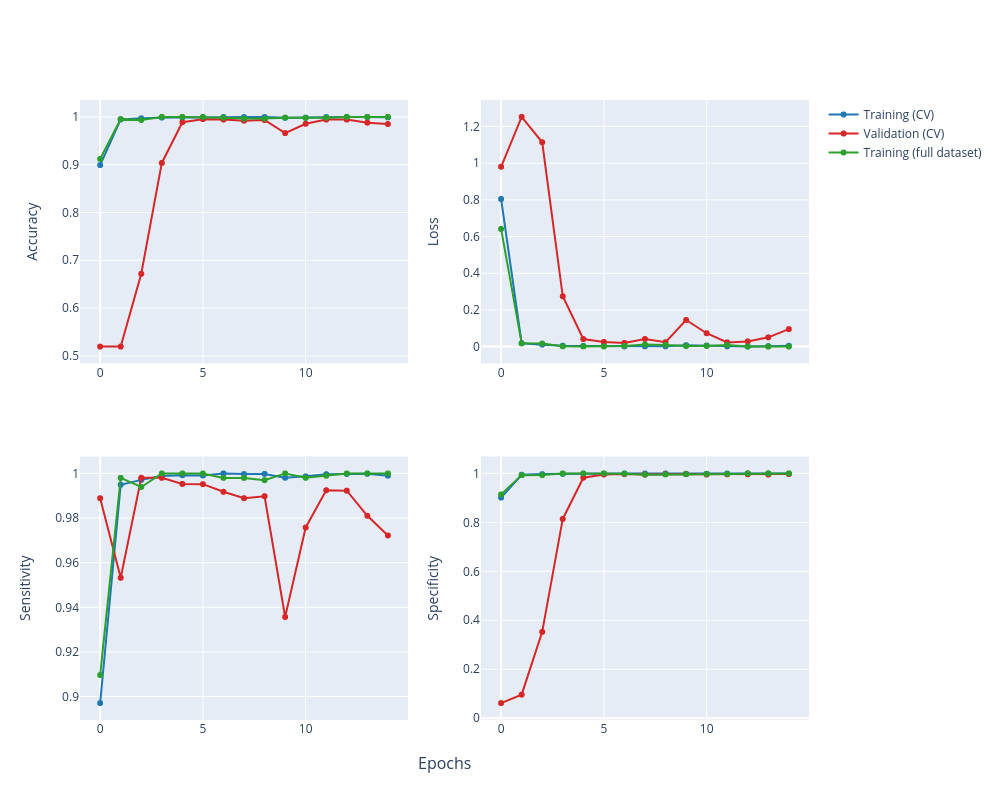 1
0.9
0.8
0.7
0.6
0.5
Accuracy
0 5 10
1.2
1
0.8
0.6
0.4
0.2
0
Loss
0 5 10
Training (CV)
Validation (CV)
Training (full dataset)
1
0.98
0.96
0.94
0.92
0.9
Sensitivity
0 5 10
1
0.8
0.6
0.4
0.2
0
Specificity
0 5 10
Epochs